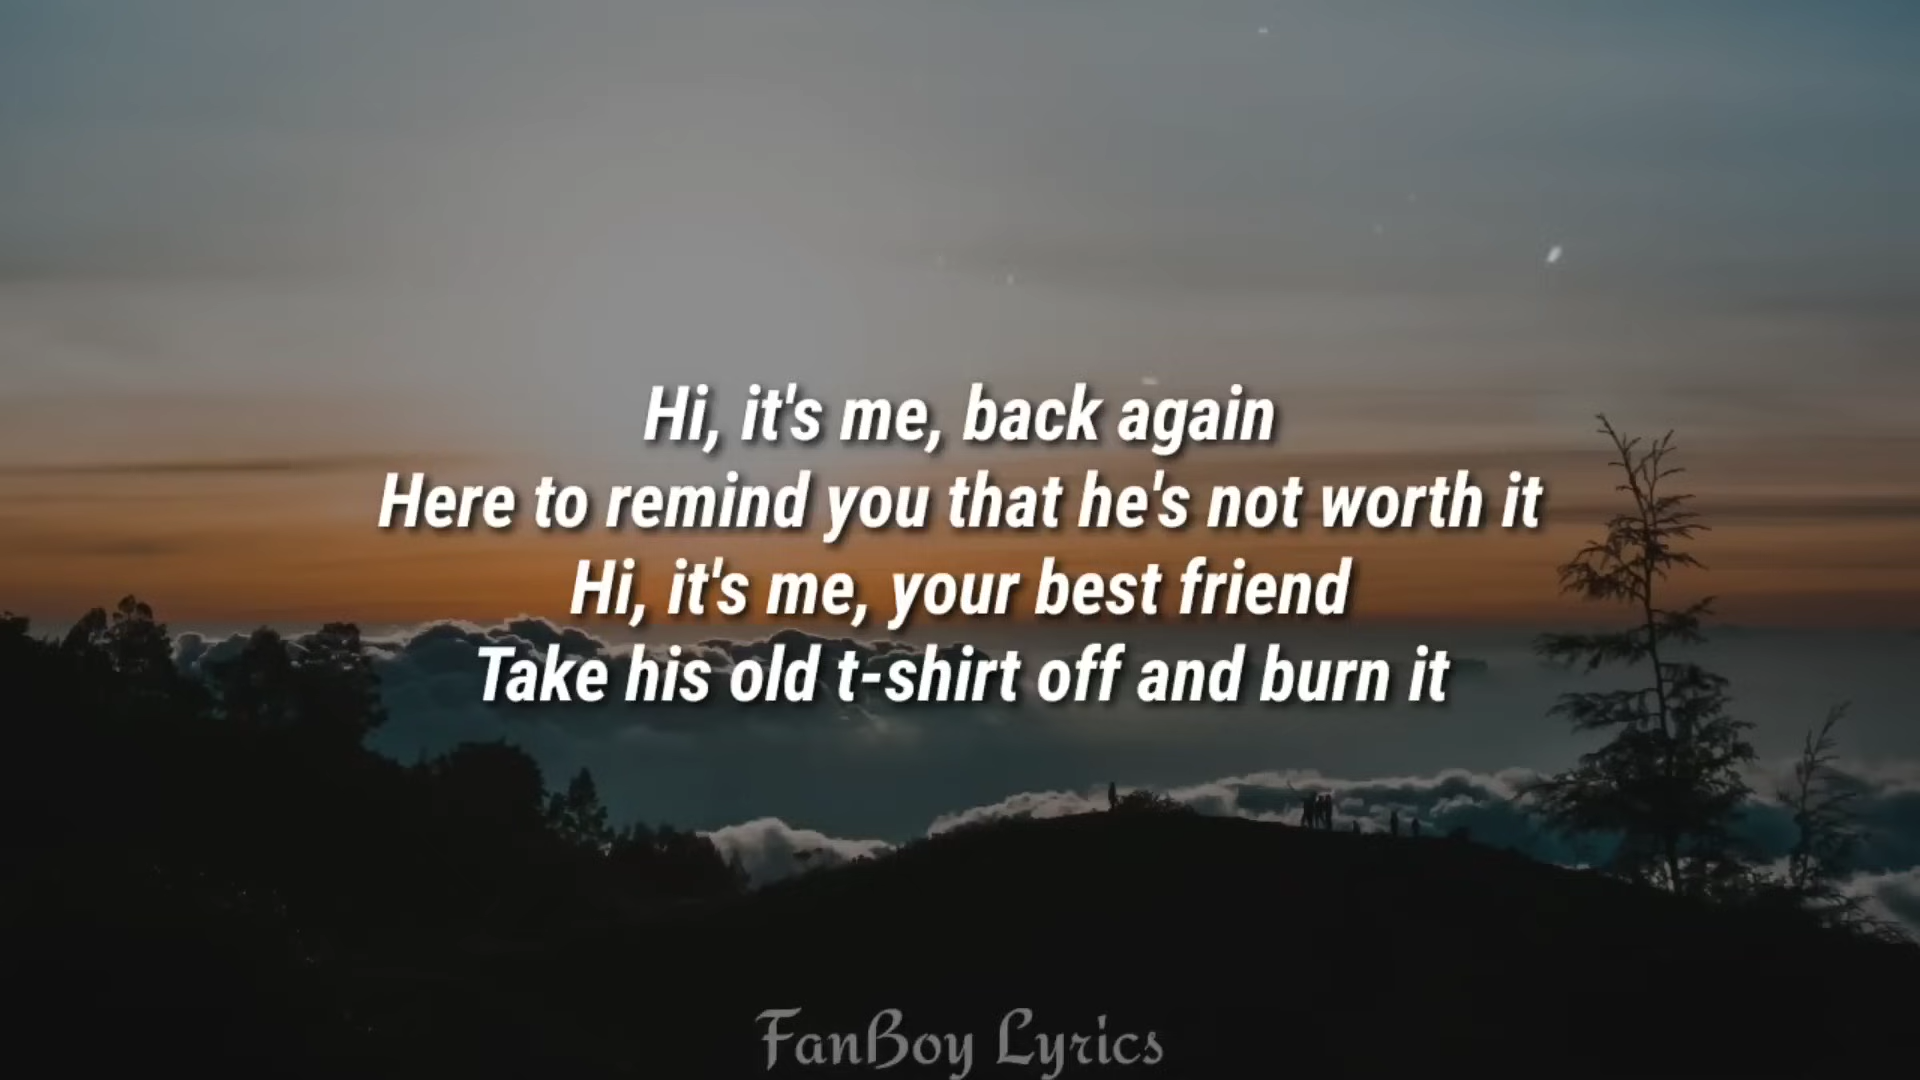 Hi, it's me, back again
Here to remind you that he's not worth it
Hi, it's me, your best friend
Take his old t-shirt off and burn it
FanBoy Lyrics